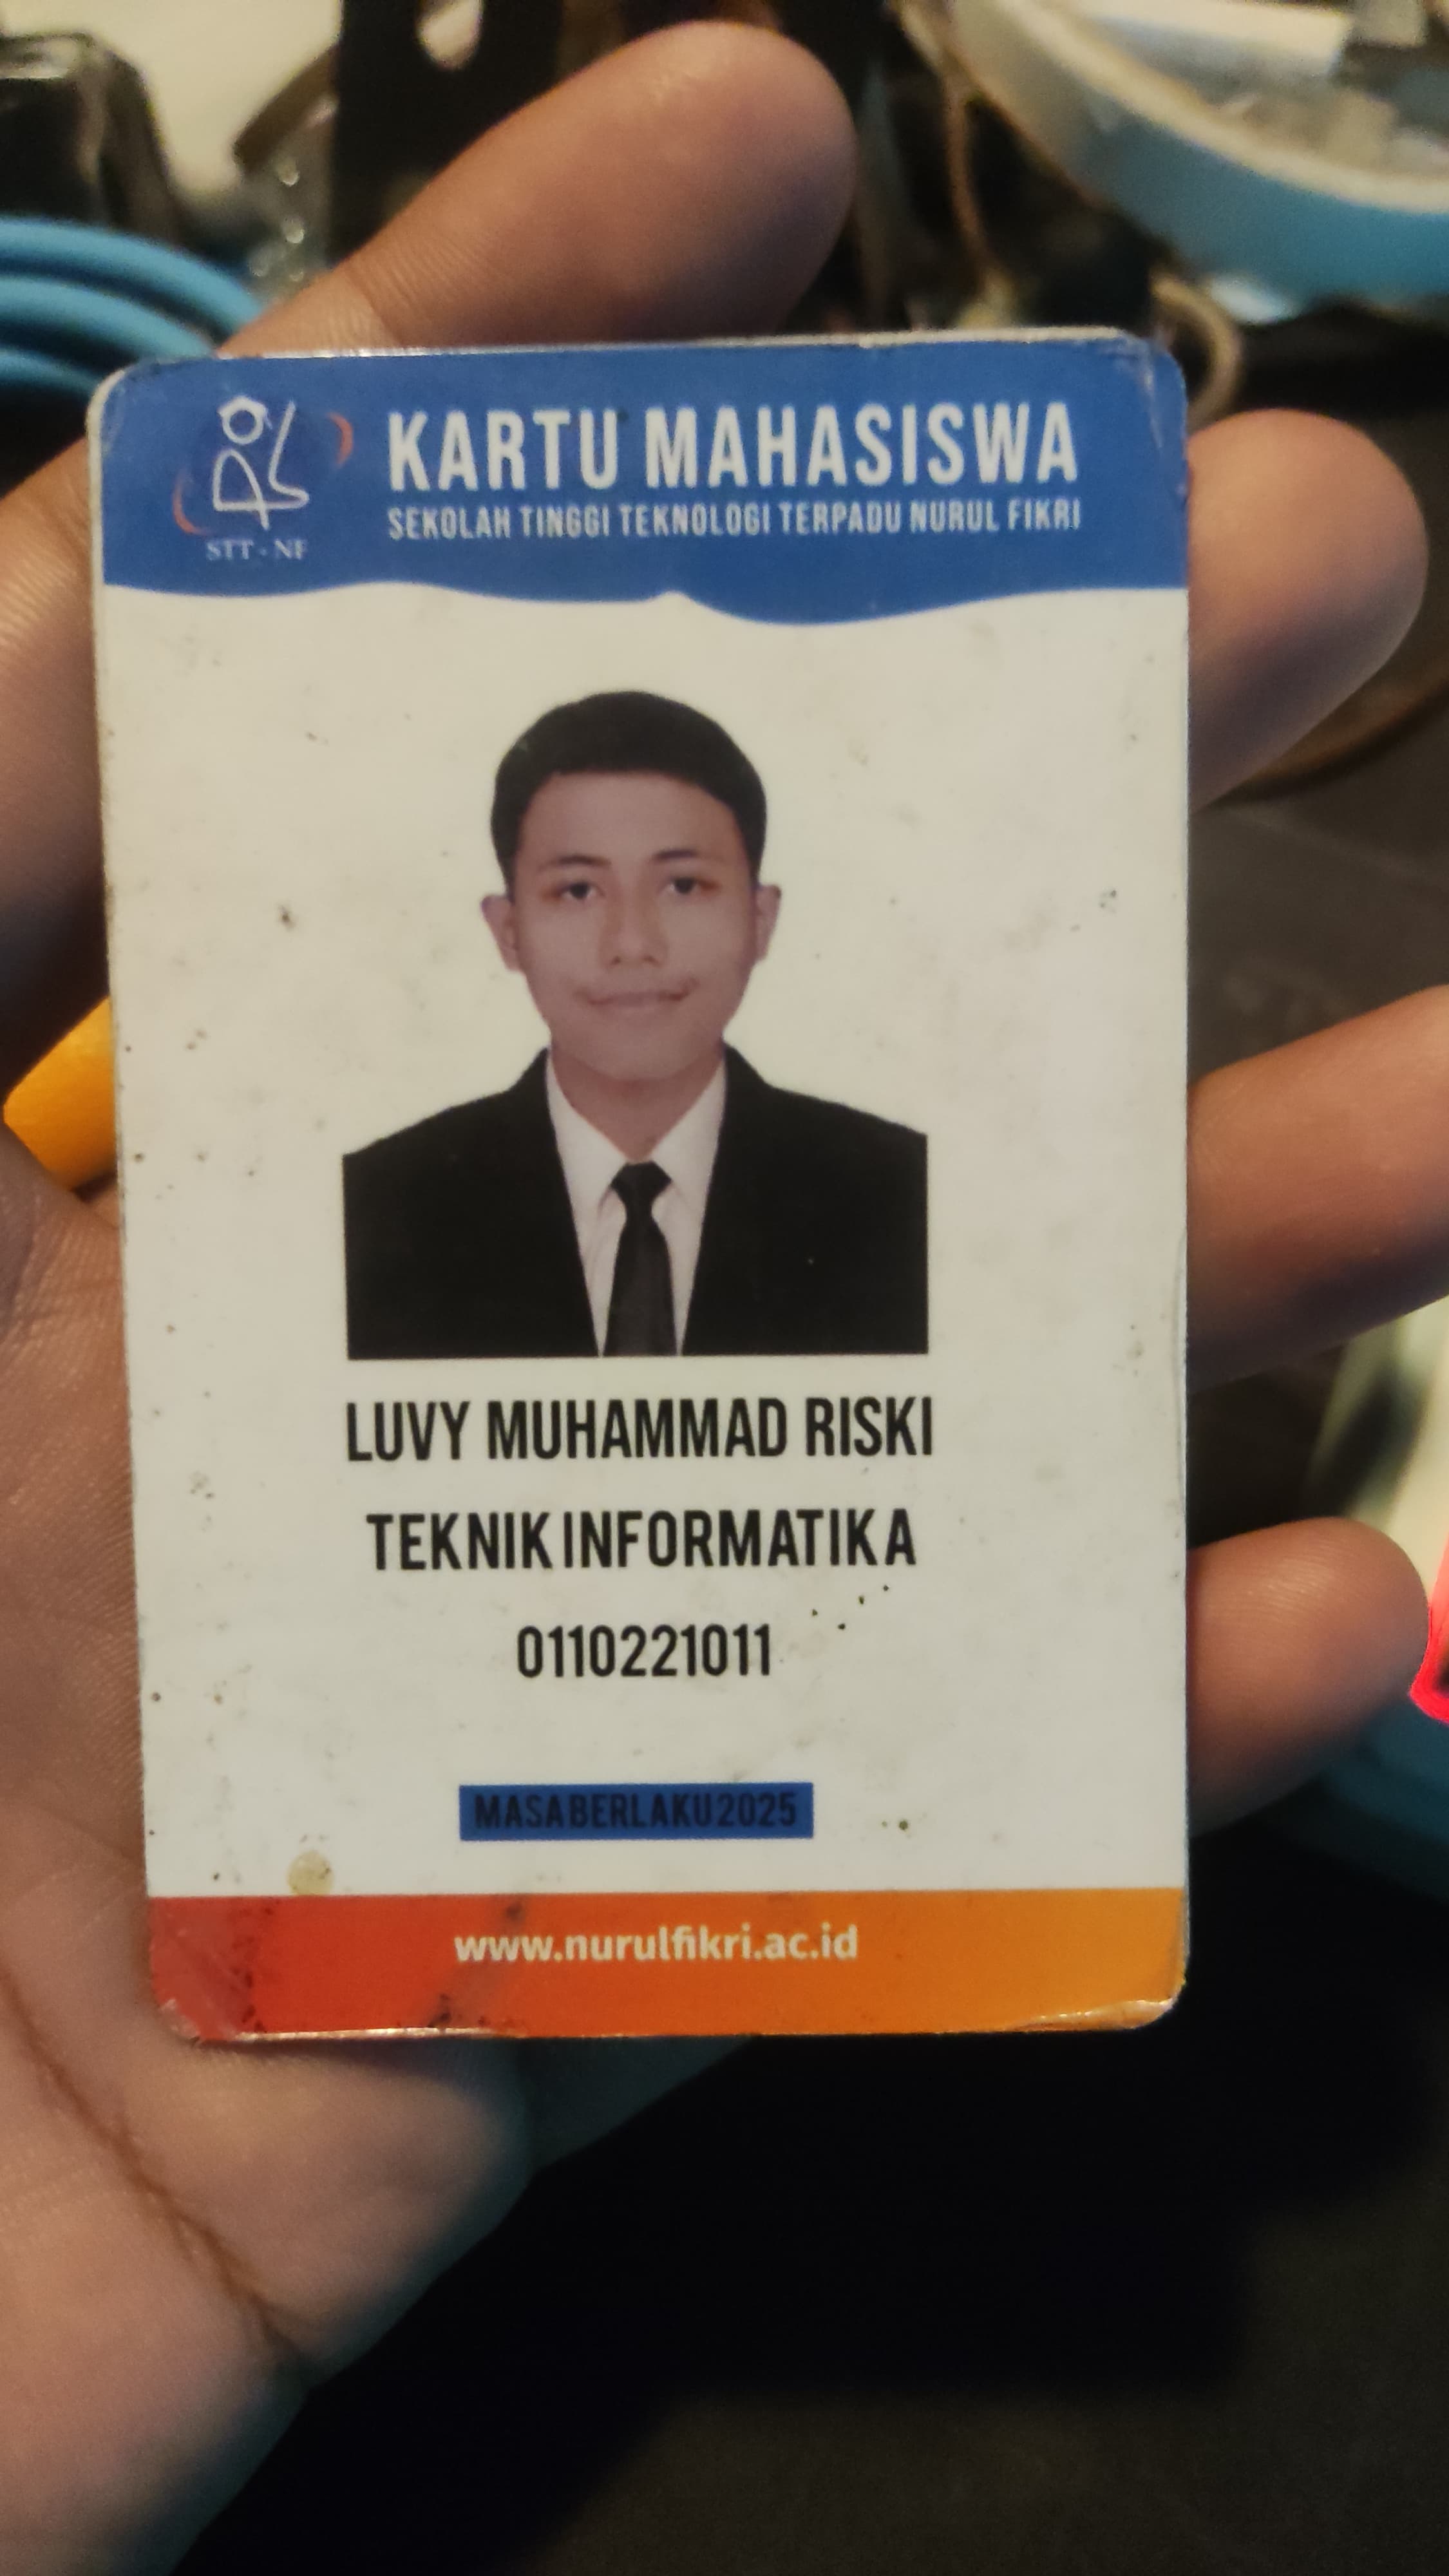 KARTU MAHASISWA
SEKOLAH TINGGI TEKNOLOGI TERPADU NURUL FIKRI
STT - NF
LUVY MUHAMMAD RISKI
TEKNIK INFORMATIKA
0110221011
MASA BERLAKU 2025
www.nurulfikri.ac.id